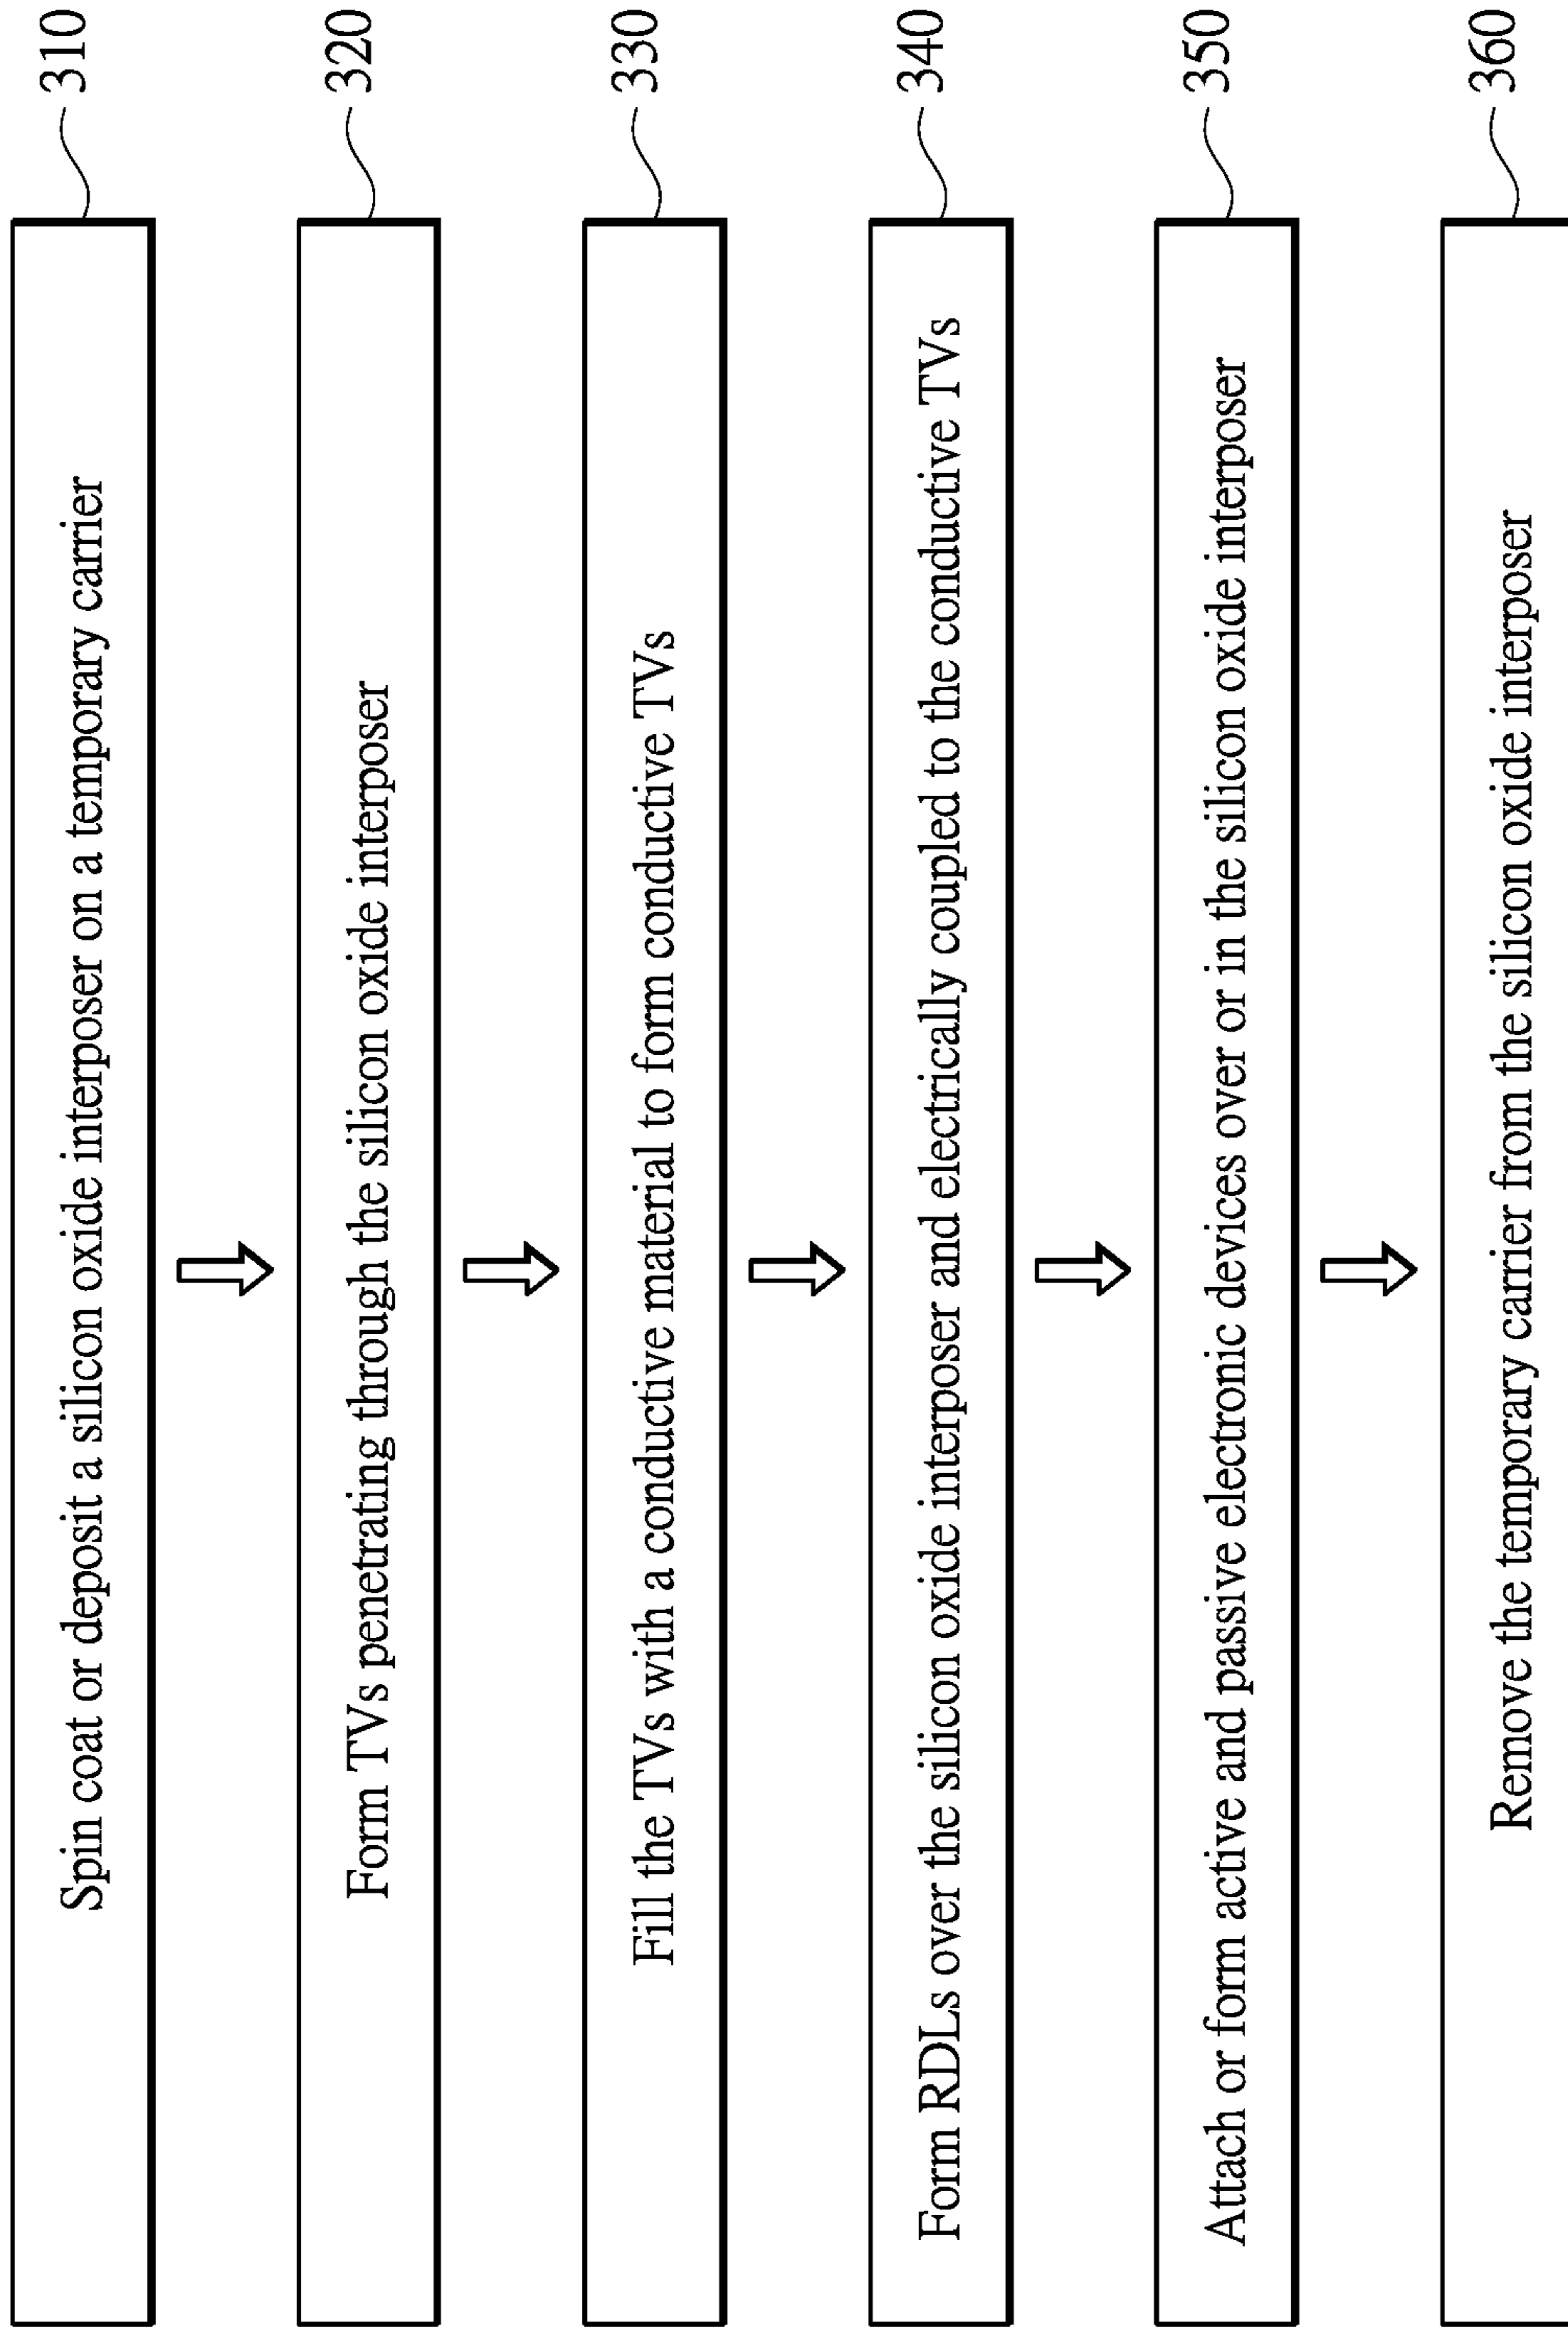 Spin coat or deposit a silicon oxide interposer on a temporary carrier
310
Form TVs penetrating through the silicon oxide interposer
320
Fill the TVs with a conductive material to form conductive TVs
330
Form RDLs over the silicon oxide interposer and electrically coupled to the conductive TVs
340
Attach or form active and passive electronic devices over or in the silicon oxide interposer
350
Remove the temporary carrier from the silicon oxide interposer
360